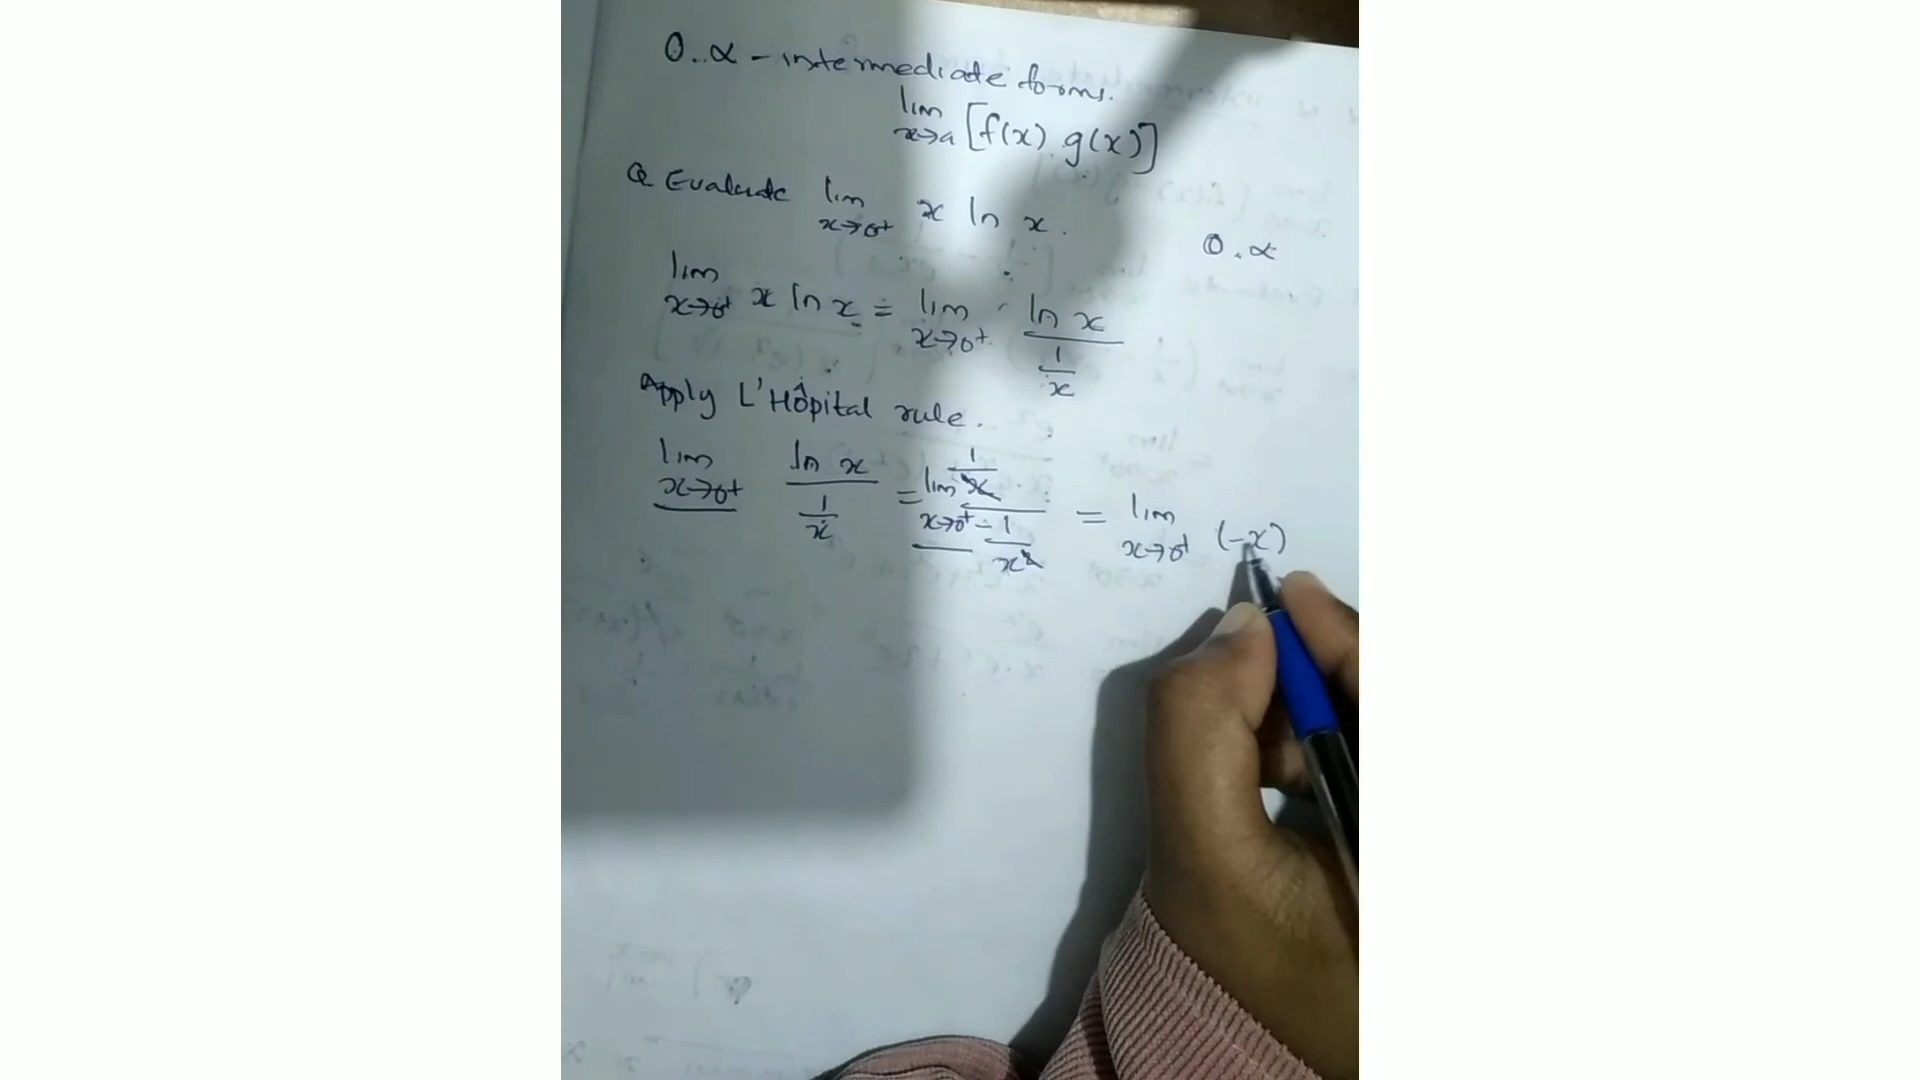 0..∝ - intermediate forms.
lim x→a [f(x) g(x)]
Q Evaluate lim x→0⁺ x ln x.
0.∝
lim x→0⁺ x ln x = lim x→0⁺ ln x / (1/x)
Apply L'Hôpital rule.
lim x→0⁺ ln x / (1/x) = lim x→0⁺ (1/x) / (-1/x²) = lim x→0⁺ (-x)